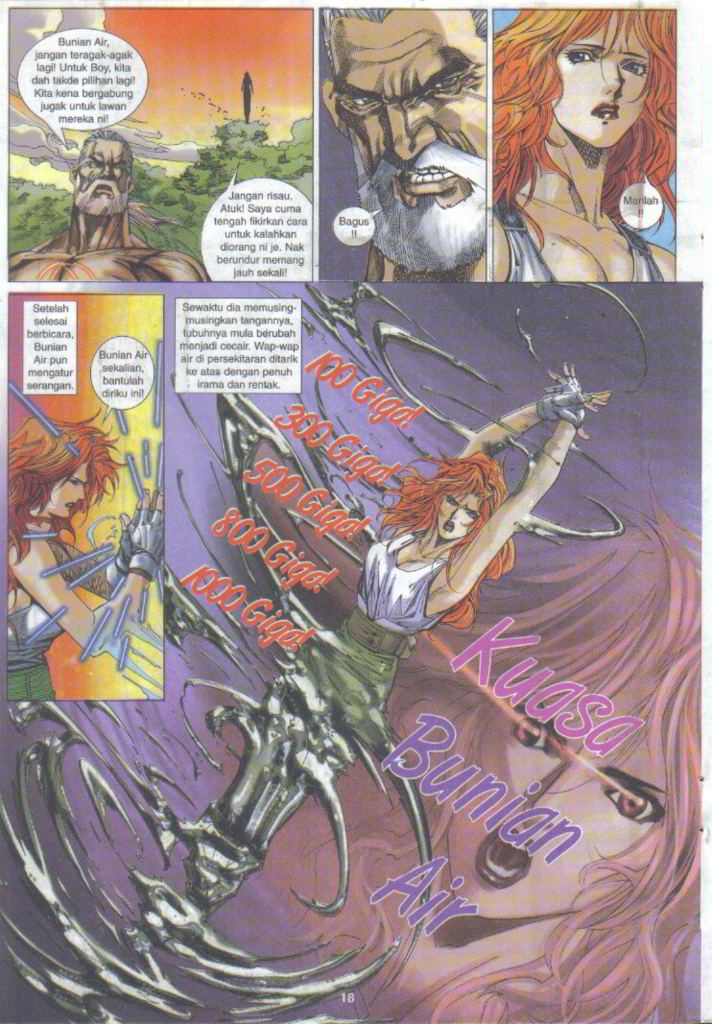 Bunian Air,
jangan teragak-agak
lagi! Untuk Boy, kita
dah takde pilihan lagi!
Kita kena bergabung
jugak untuk lawan
mereka ni!
Jangan risau,
Atuk! Saya cuma
tengah fikirkan cara
untuk kalahkan
diorang ni je. Nak
berundur memang
jauh sekali!
Bagus
!!
Marilah
!!
Setelah
selesai
berbicara,
Bunian
Air pun
mengatur
serangan.
Bunian Air
sekalian,
bantulah
diriku ini!
Sewaktu dia memusing-
musingkan tangannya,
tubuhnya mula berubah
menjadi cecair. Wap-wap
air di persekitaran ditarik
ke atas dengan penuh
irama dan rentak.
100 Giga!
300 Giga!
500 Giga!
800 Giga!
1000 Giga!
Kuasa
Bunian
Air
18